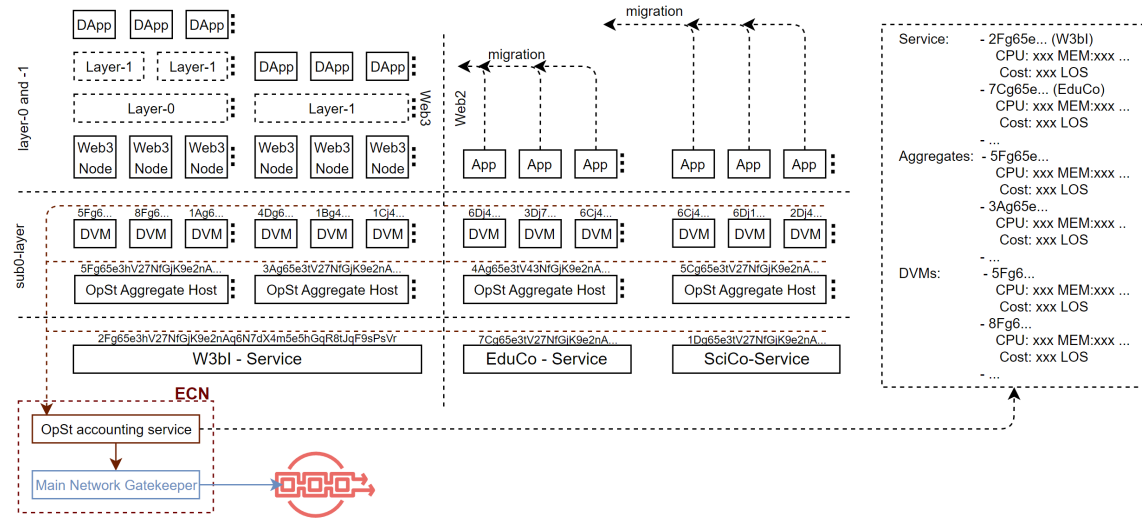 DApp DApp DApp
migration
Layer-1 Layer-1 DApp DApp DApp
migration
Layer-0 Layer-1
Web3
Web2
layer-0 and -1
Web3 Node Web3 Node Web3 Node Web3 Node Web3 Node Web3 Node
App App App App App App
sub0-layer
5Fg6... 8Fg6... 1Ag6... 4Dg6... 1Bg4... 1Cj4... 6Dj4... 3Dj7... 6Cj4... 6Cj4... 6Dj1... 2Dj4...
DVM DVM DVM DVM DVM DVM DVM DVM DVM DVM DVM DVM
5Fg65e3hV27NfGjK9e2nA... 3Ag65e3tV27NfGjK9e2nA... 4Ag65e3tV43NfGjK9e2nA... 5Cg65e3tV27NfGjK9e2nA...
OpSt Aggregate Host OpSt Aggregate Host OpSt Aggregate Host OpSt Aggregate Host
2Fg65e3hV27NfGjK9e2nAq6N7dX4m5e5hGqR8tJqF9sPsVr 7Cg65e3tV27NfGjK9e2nA... 1Dg65e3tV27NfGjK9e2nA...
W3bI - Service EduCo - Service SciCo-Service
ECN
OpSt accounting service
Main Network Gatekeeper
Service: - 2Fg65e... (W3bI)
CPU: xxx MEM:xxx ...
Cost: xxx LOS
- 7Cg65e... (EduCo)
CPU: xxx MEM:xxx ...
Cost: xxx LOS
- ...
Aggregates: - 5Fg65e...
CPU: xxx MEM:xxx ...
Cost: xxx LOS
- 3Ag65e...
CPU: xxx MEM:xxx ..
Cost: xxx LOS
- ...
DVMs: - 5Fg6...
CPU: xxx MEM:xxx ...
Cost: xxx LOS
- 8Fg6...
CPU: xxx MEM:xxx ...
Cost: xxx LOS
- ...